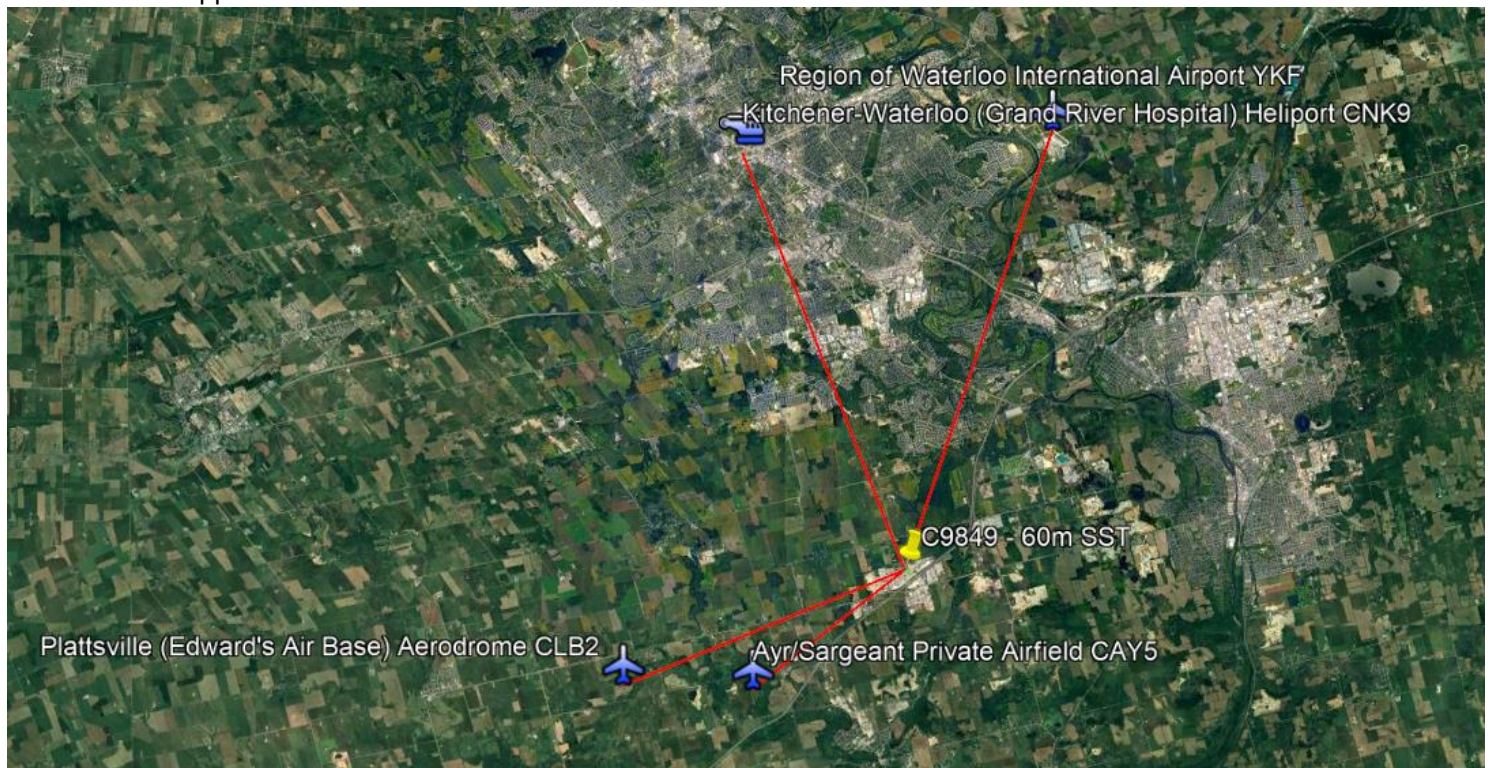 Region of Waterloo International Airport YKF
Kitchener-Waterloo (Grand River Hospital) Heliport CNK9
C9849 - 60m SST
Plattsville (Edward's Air Base) Aerodrome CLB2
Ayr/Sargeant Private Airfield CAY5